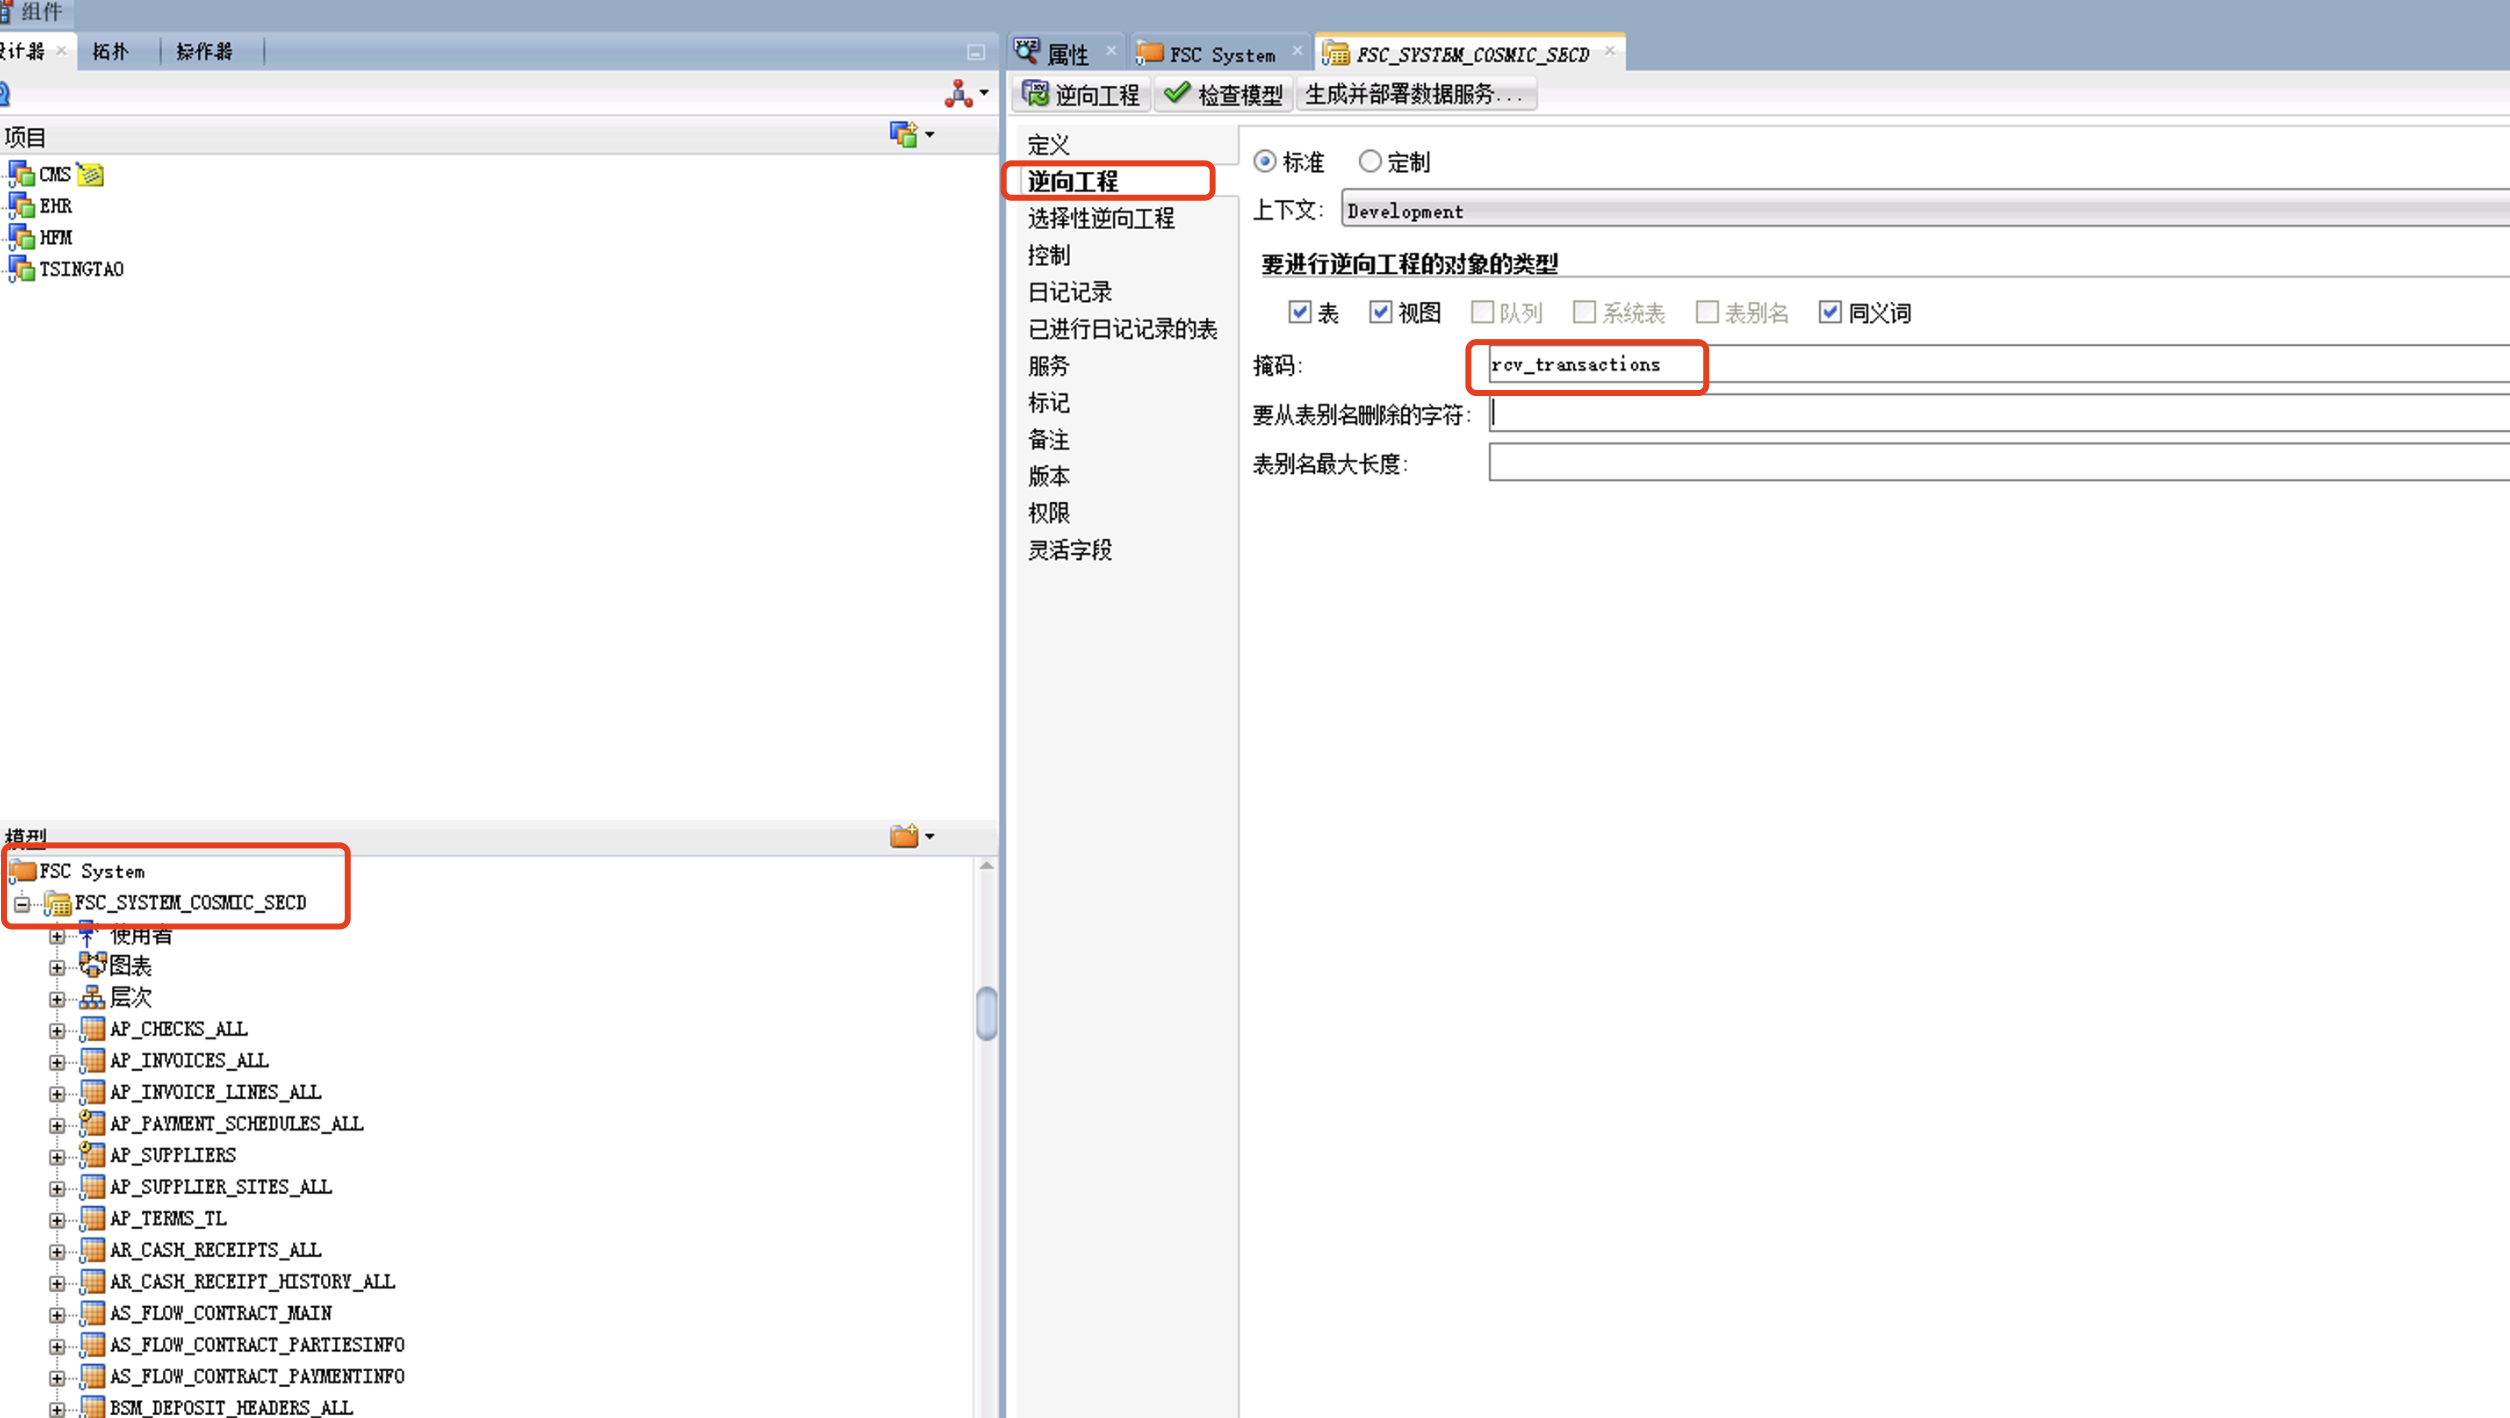 组件
设计器
拓扑
操作器
项目
CMS
EHR
HFM
TSINGTAO
模型
FSC System
FSC_SYSTEM_COSMIC_SECD
使用者
图表
层次
AP_CHECKS_ALL
AP_INVOICES_ALL
AP_INVOICE_LINES_ALL
AP_PAYMENT_SCHEDULES_ALL
AP_SUPPLIERS
AP_SUPPLIER_SITES_ALL
AP_TERMS_TL
AR_CASH_RECEIPTS_ALL
AR_CASH_RECEIPT_HISTORY_ALL
AS_FLOW_CONTRACT_MAIN
AS_FLOW_CONTRACT_PARTIESINFO
AS_FLOW_CONTRACT_PAYMENTINFO
BSM_DEPOSIT_HEADERS_ALL
属性
FSC System
FSC_SYSTEM_COSMIC_SECD
逆向工程
检查模型
生成并部署数据服务...
定义
逆向工程
选择性逆向工程
控制
日记记录
已进行日记记录的表
服务
标记
备注
版本
权限
灵活字段
标准 定制
上下文: Development
要进行逆向工程的对象的类型
表 视图 队列 系统表 表别名 同义词
掩码: rcv_transactions
要从表别名删除的字符:
表别名最大长度: